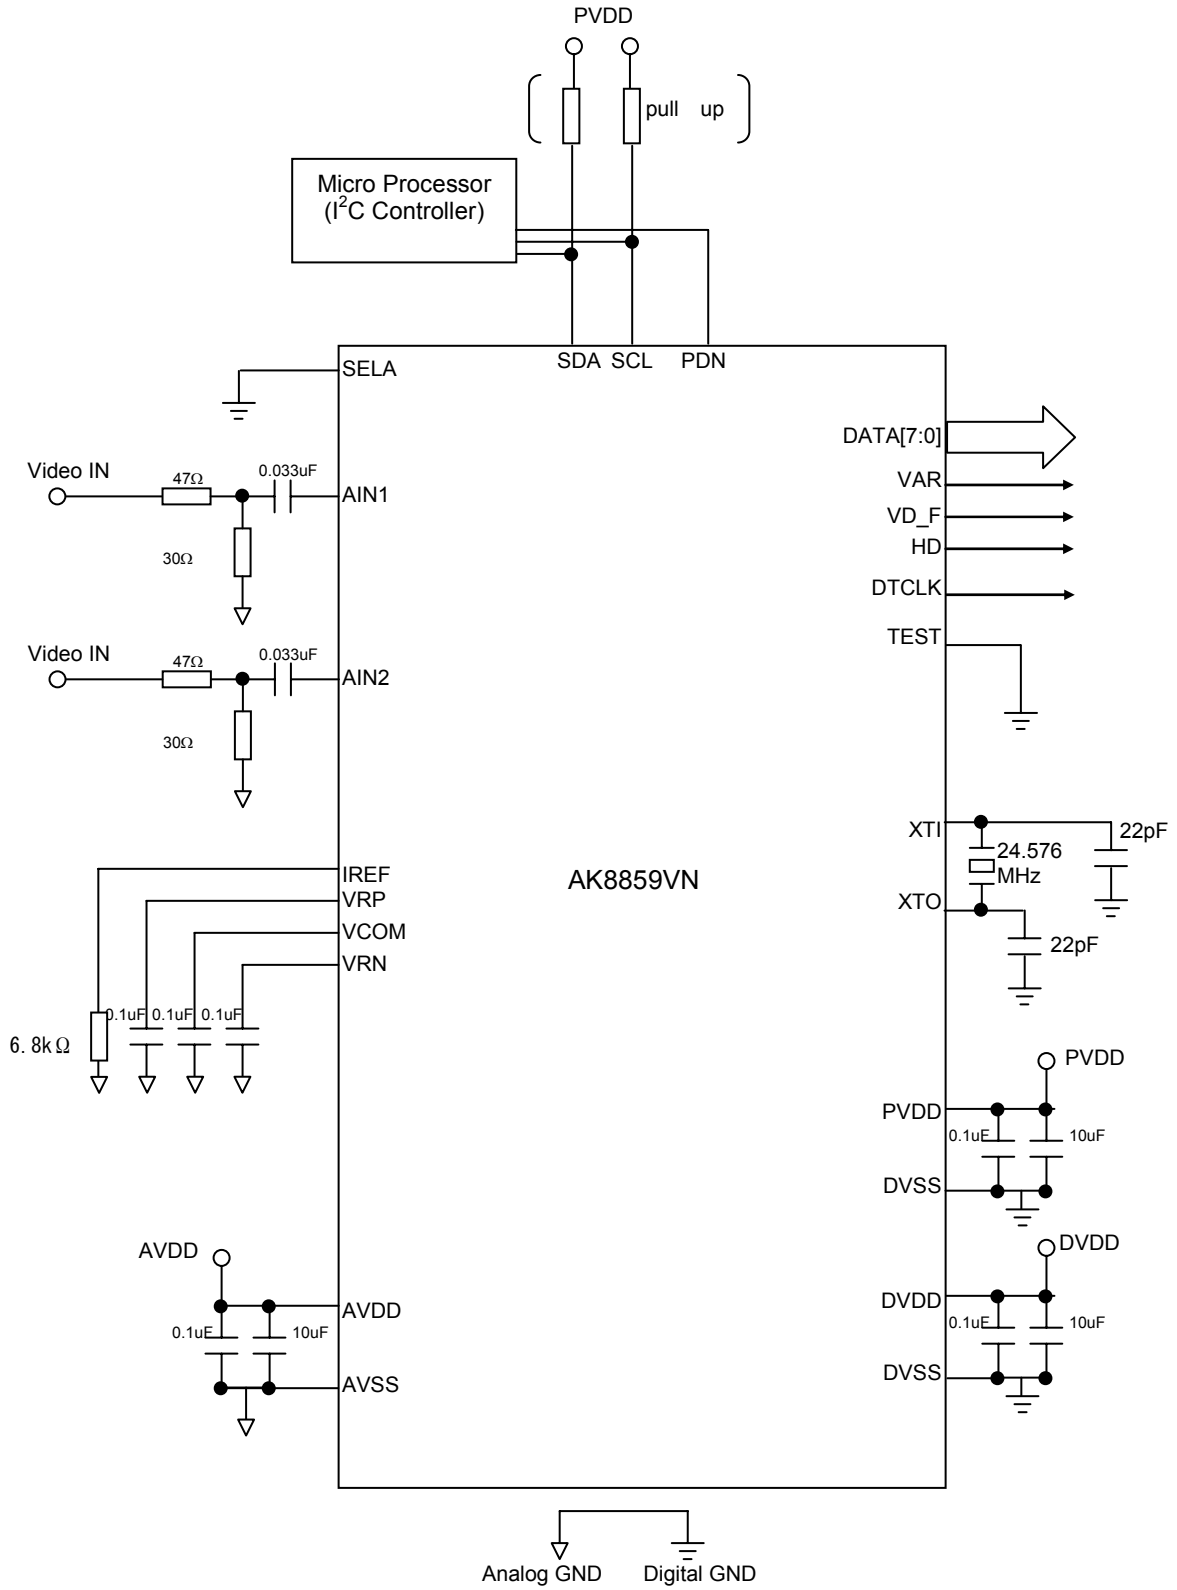 PVDD
pull up
Micro Processor
(I²C Controller)
SDA SCL PDN
SELA
DATA[7:0]
VAR
VD_F
HD
DTCLK
TEST
Video IN
47Ω
0.033uF
AIN1
30Ω
Video IN
47Ω
0.033uF
AIN2
30Ω
XTI
22pF
24.576
MHz
XTO
22pF
AK8859VN
IREF
VRP
VCOM
VRN
0.1uF 0.1uF 0.1uF
6.8kΩ
PVDD
PVDD
0.1uF
10uF
DVSS
DVDD
DVDD
0.1uF
10uF
DVSS
AVDD
AVDD
0.1uF
10uF
AVSS
Analog GND
Digital GND